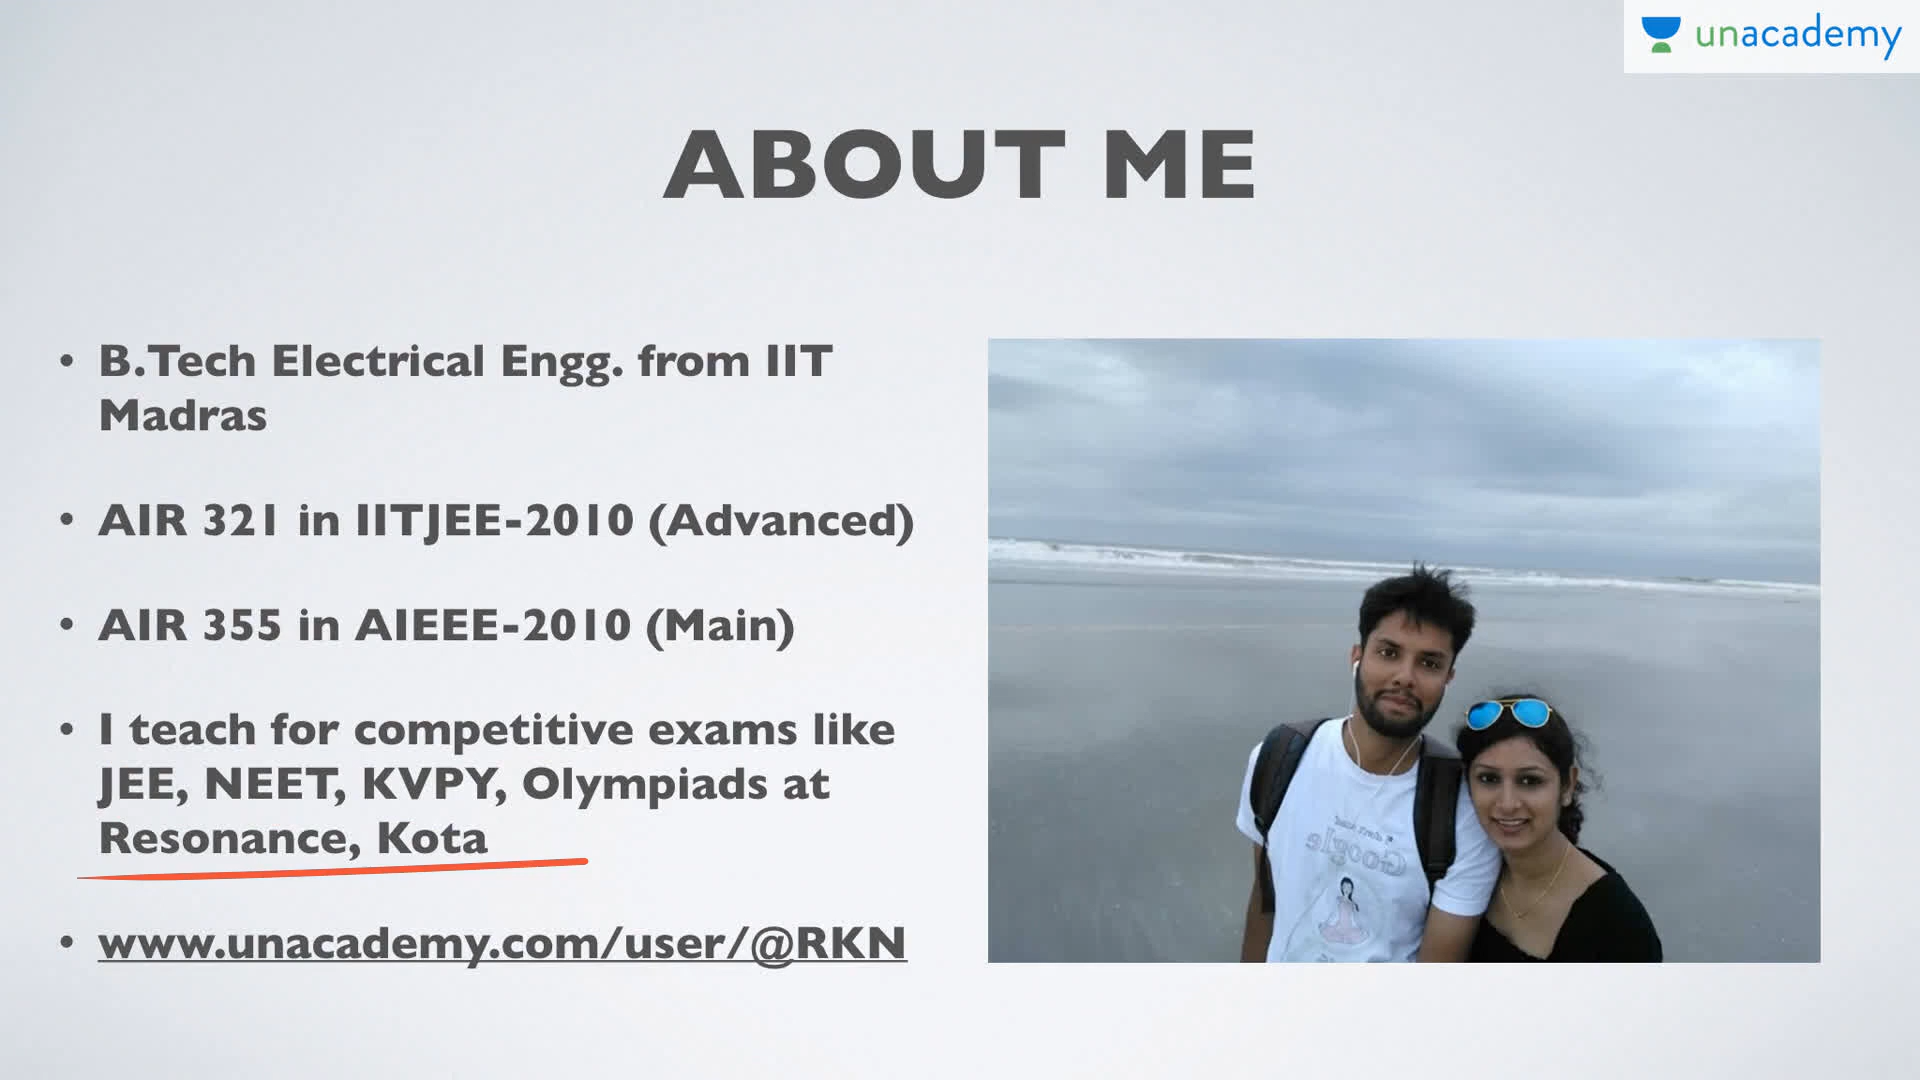 unacademy
ABOUT ME
• B.Tech Electrical Engg. from IIT
Madras
• AIR 321 in IITJEE-2010 (Advanced)
• AIR 355 in AIEEE-2010 (Main)
• I teach for competitive exams like
JEE, NEET, KVPY, Olympiads at
Resonance, Kota
• www.unacademy.com/user/@RKN
Google